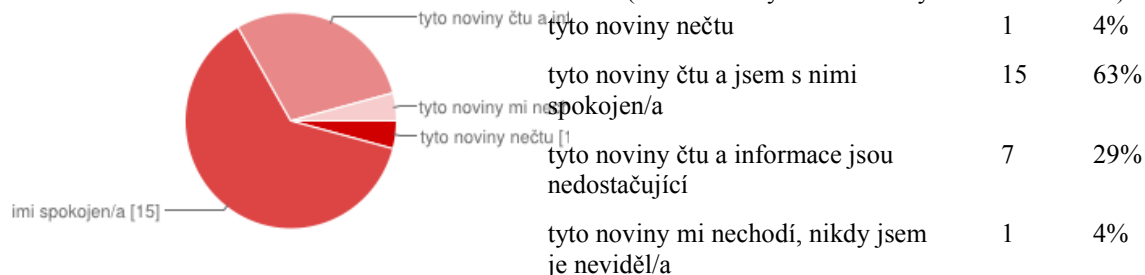 tyto noviny čtu a
tyto noviny mi
tyto noviny nečtu [1
imi spokojen/a [15]
tyto noviny nečtu 1 4%
tyto noviny čtu a jsem s nimi 15 63%
spokojen/a
tyto noviny čtu a informace jsou 7 29%
nedostačující
tyto noviny mi nechodí, nikdy jsem 1 4%
je neviděl/a